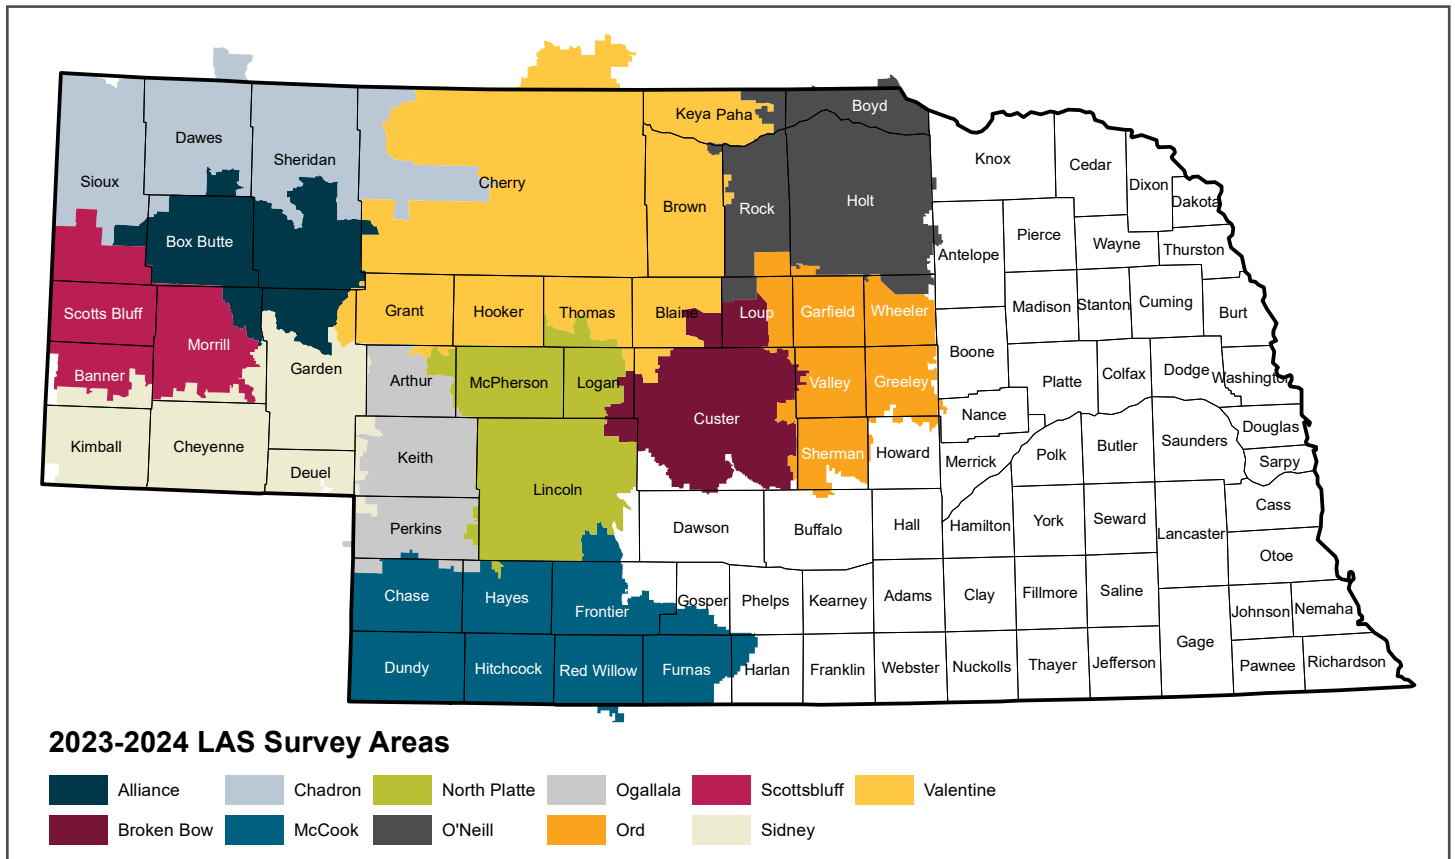 Boyd
Keya Paha
Dawes
Sheridan
Knox
Cedar
Sioux
Cherry
Dixon
Dakota
Brown
Rock
Holt
Box Butte
Pierce
Wayne
Thurston
Antelope
Scotts Bluff
Grant
Hooker
Thomas
Blaine
Loup
Garfield
Wheeler
Madison
Stanton
Cuming
Burt
Morrill
Boone
Banner
Garden
Arthur
McPherson
Logan
Valley
Greeley
Platte
Colfax
Dodge
Washington
Custer
Nance
Kimball
Cheyenne
Deuel
Keith
Sherman
Howard
Merrick
Polk
Butler
Saunders
Douglas
Sarpy
Lincoln
Perkins
Dawson
Buffalo
Hall
Hamilton
York
Seward
Lancaster
Cass
Otoe
Chase
Hayes
Frontier
Gosper
Phelps
Kearney
Adams
Clay
Fillmore
Saline
Johnson
Nemaha
Gage
Dundy
Hitchcock
Red Willow
Furnas
Harlan
Franklin
Webster
Nuckolls
Thayer
Jefferson
Pawnee
Richardson
2023-2024 LAS Survey Areas
Alliance
Chadron
North Platte
Ogallala
Scottsbluff
Valentine
Broken Bow
McCook
O'Neill
Ord
Sidney